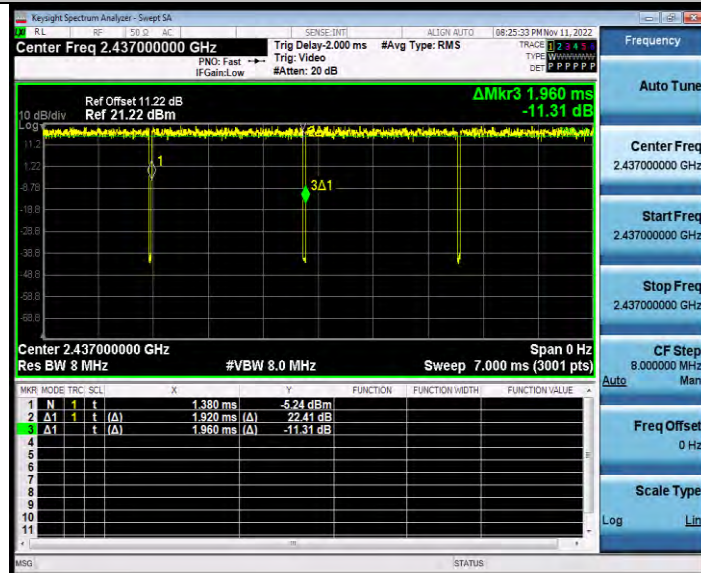 Keysight Spectrum Analyzer - Swept SA
LXI RL RF 50 Ω AC SENSE:INT ALIGN AUTO 08:25:33 PM Nov 11, 2022
Center Freq 2.437000000 GHz
PNO: Fast
IFGain:Low
Trig Delay-2.000 ms
Trig: Video
#Atten: 20 dB
#Avg Type: RMS
TRACE 1 2 3 4 5 6
TYPE WWWWWW
DET P P P P P P
10 dB/div
Log
Ref Offset 11.22 dB
Ref 21.22 dBm
ΔMkr3 1.960 ms
-11.31 dB
11.2
1.22
-8.78
-18.8
-28.8
-38.8
-48.8
-58.8
-68.8
1
3Δ1
Center 2.437000000 GHz Span 0 Hz
Res BW 8 MHz #VBW 8.0 MHz Sweep 7.000 ms (3001 pts)
MKR MODE TRC SCL X Y FUNCTION FUNCTION WIDTH FUNCTION VALUE
1 N 1 t 1.380 ms -5.24 dBm
2 Δ1 1 t (Δ) 1.920 ms (Δ) 22.41 dB
3 Δ1 t (Δ) 1.960 ms (Δ) -11.31 dB
4
5
6
7
8
9
10
11
MSG STATUS
Frequency
Auto Tune
Center Freq
2.437000000 GHz
Start Freq
2.437000000 GHz
Stop Freq
2.437000000 GHz
CF Step
8.000000 MHz
Auto Man
Freq Offset
0 Hz
Scale Type
Log Lin